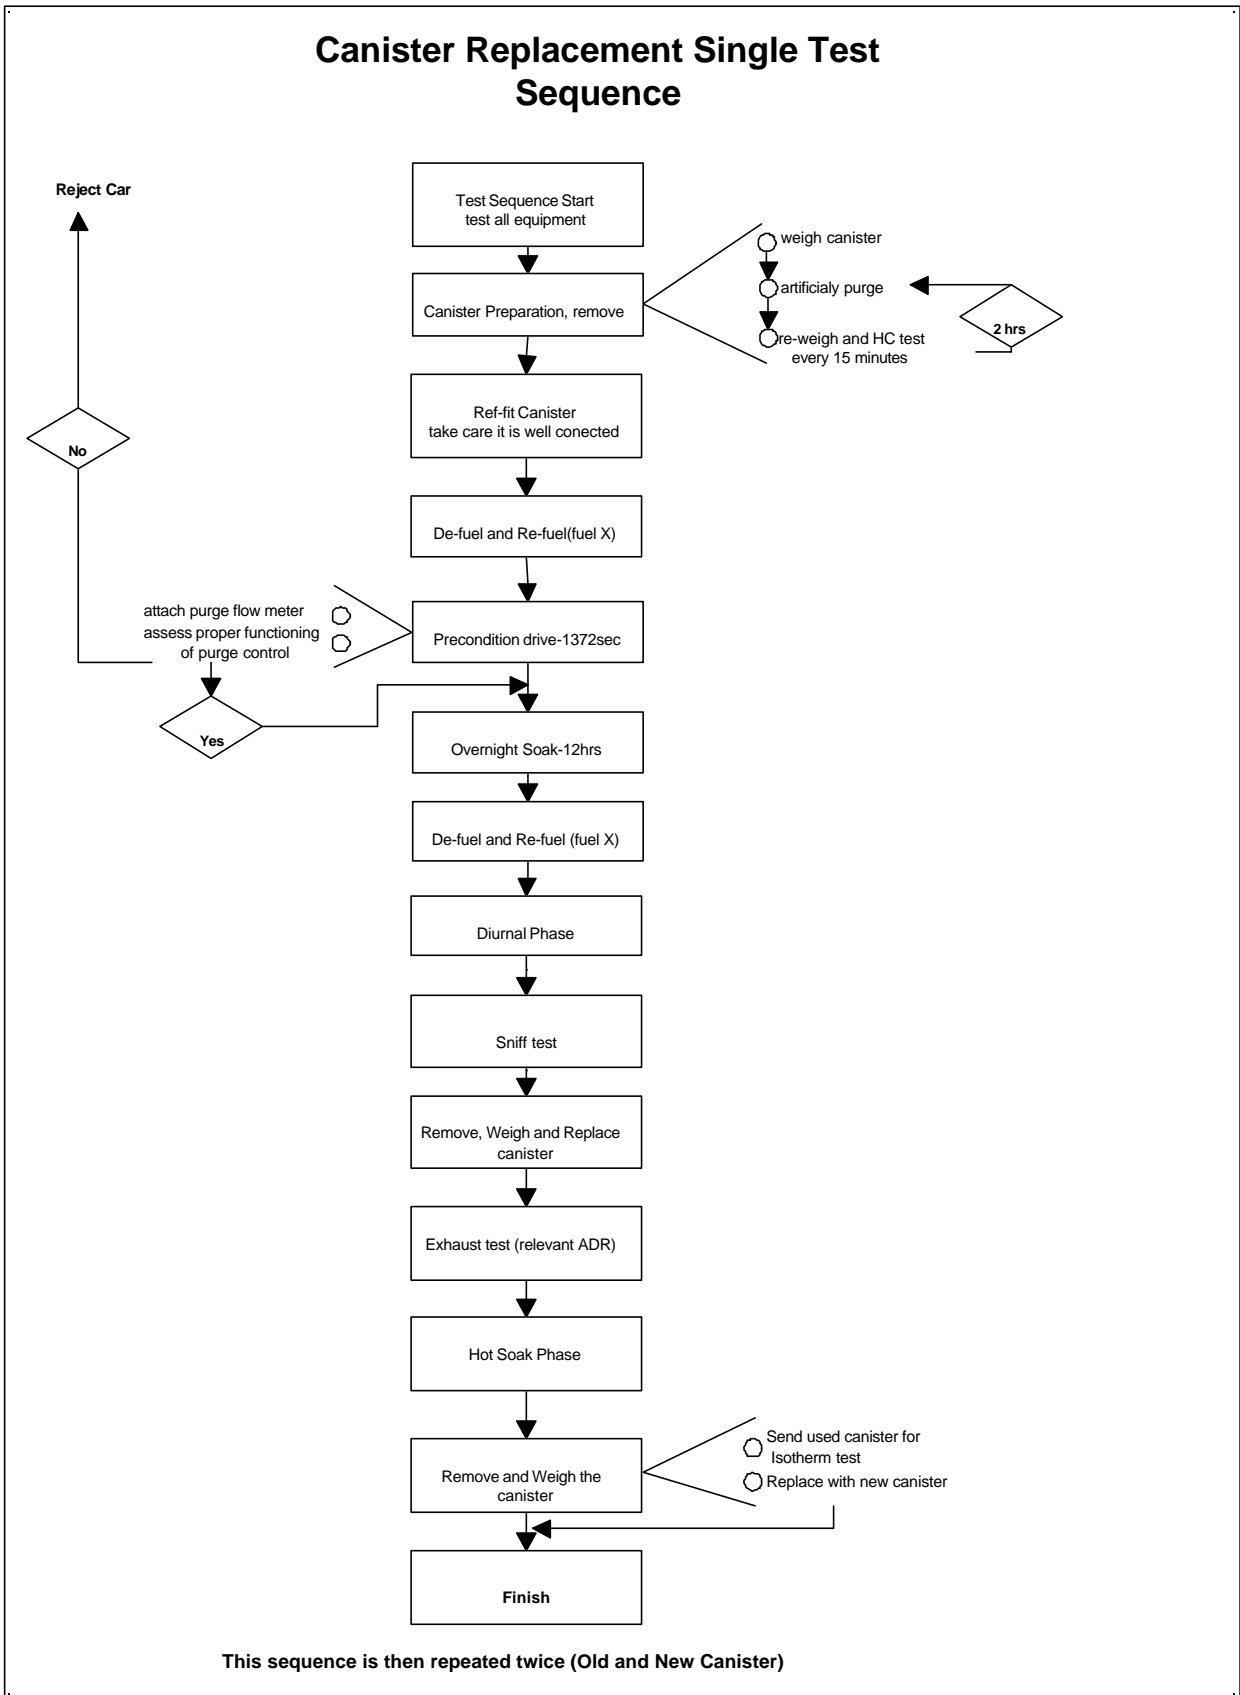 Canister Replacement Single Test
Sequence
Reject Car
Test Sequence Start
test all equipment
weigh canister
artificialy purge
2 hrs
re-weigh and HC test
every 15 minutes
Canister Preparation, remove
Ref-fit Canister
take care it is well conected
No
De-fuel and Re-fuel(fuel X)
attach purge flow meter
assess proper functioning
of purge control
Precondition drive-1372sec
Yes
Overnight Soak-12hrs
De-fuel and Re-fuel (fuel X)
Diurnal Phase
Sniff test
Remove, Weigh and Replace
canister
Exhaust test (relevant ADR)
Hot Soak Phase
Remove and Weigh the
canister
Send used canister for
Isotherm test
Replace with new canister
Finish
This sequence is then repeated twice (Old and New Canister)